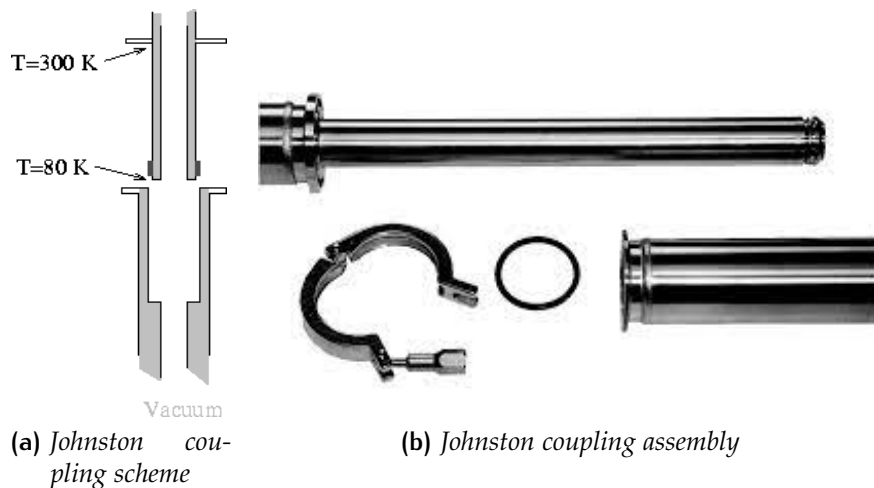 T=300 K
T=80 K
Vacuum
(a) Johnston cou-
pling scheme
(b) Johnston coupling assembly